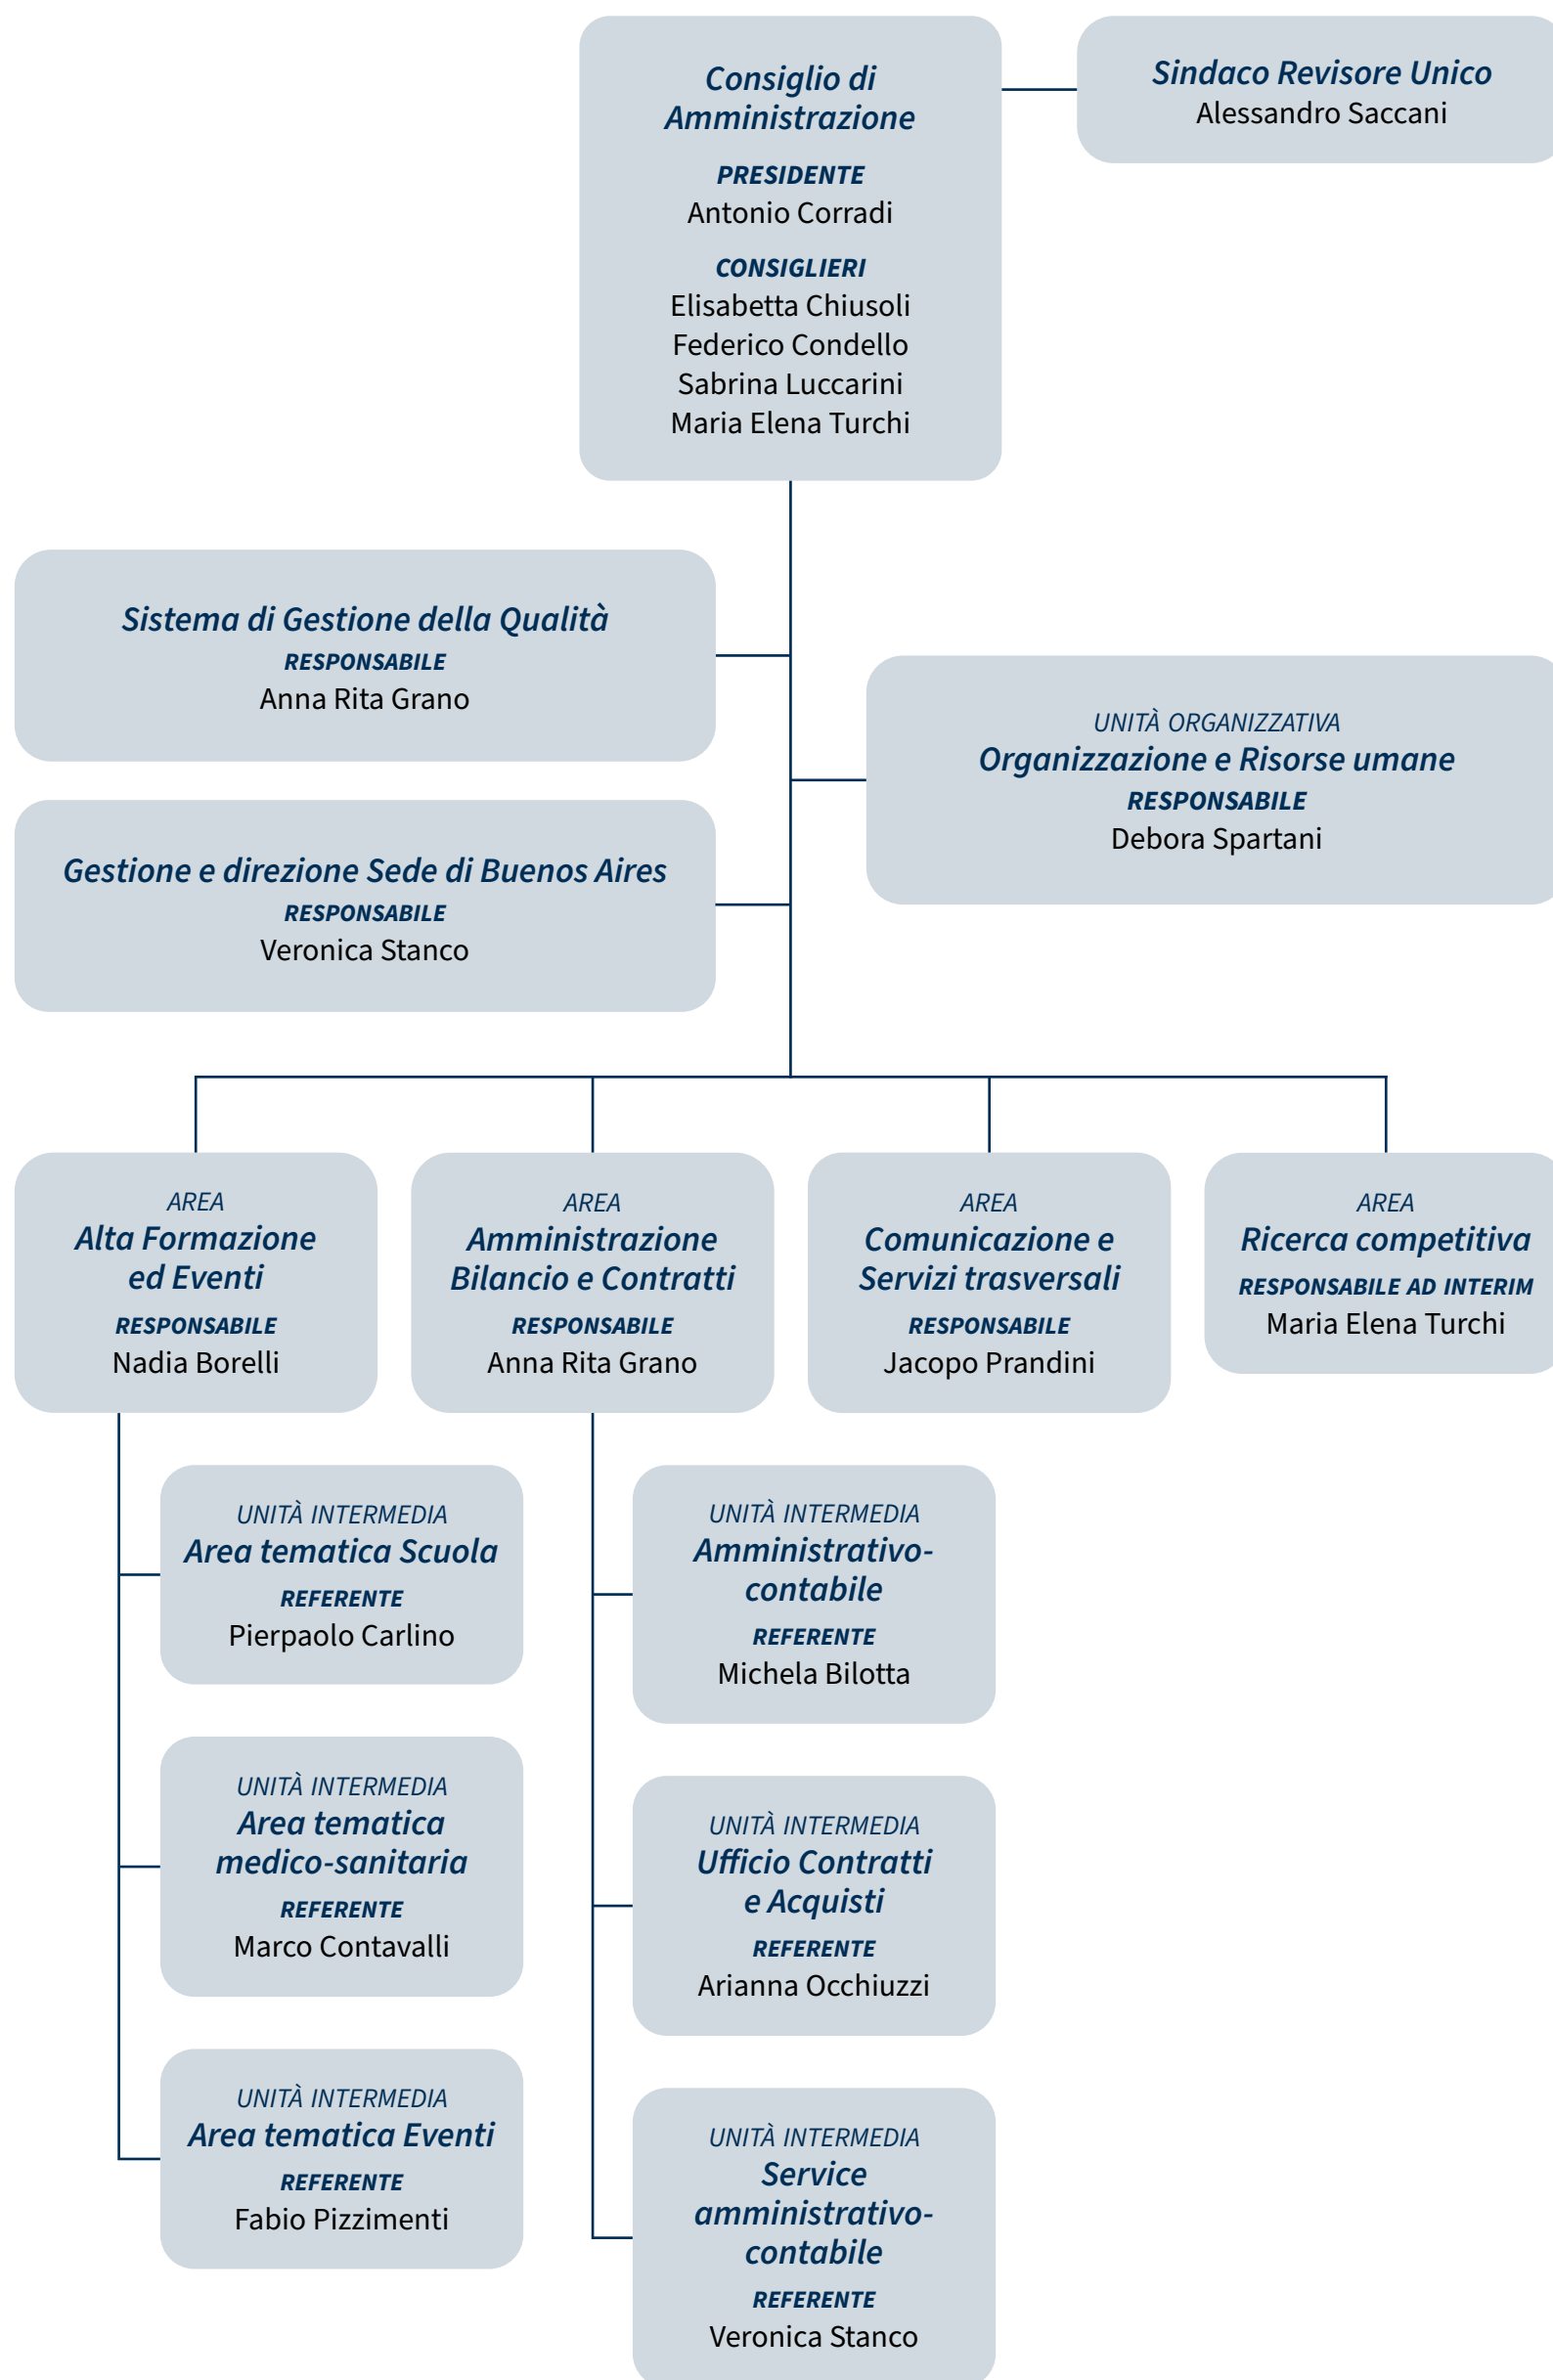 Consiglio di
Amministrazione
PRESIDENTE
Antonio Corradi
CONSIGLIERI
Elisabetta Chiusoli
Federico Condello
Sabrina Luccarini
Maria Elena Turchi
Sindaco Revisore Unico
Alessandro Saccani
Sistema di Gestione della Qualità
RESPONSABILE
Anna Rita Grano
UNITÀ ORGANIZZATIVA
Organizzazione e Risorse umane
RESPONSABILE
Debora Spartani
Gestione e direzione Sede di Buenos Aires
RESPONSABILE
Veronica Stanco
AREA
Alta Formazione
ed Eventi
RESPONSABILE
Nadia Borelli
AREA
Amministrazione
Bilancio e Contratti
RESPONSABILE
Anna Rita Grano
AREA
Comunicazione e
Servizi trasversali
RESPONSABILE
Jacopo Prandini
AREA
Ricerca competitiva
RESPONSABILE AD INTERIM
Maria Elena Turchi
UNITÀ INTERMEDIA
Area tematica Scuola
REFERENTE
Pierpaolo Carlino
UNITÀ INTERMEDIA
Area tematica
medico-sanitaria
REFERENTE
Marco Contavalli
UNITÀ INTERMEDIA
Area tematica Eventi
REFERENTE
Fabio Pizzimenti
UNITÀ INTERMEDIA
Amministrativo-
contabile
REFERENTE
Michela Bilotta
UNITÀ INTERMEDIA
Ufficio Contratti
e Acquisti
REFERENTE
Arianna Occhiuzzi
UNITÀ INTERMEDIA
Service
amministrativo-
contabile
REFERENTE
Veronica Stanco